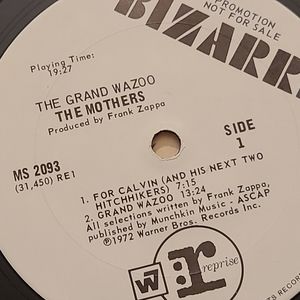 PROMOTION
NOT FOR SALE
BIZARRE
Playing Time:
19:27
THE GRAND WAZOO
THE MOTHERS
Produced by Frank Zappa
SIDE
1
MS 2093
(31,450) RE1
1. FOR CALVIN (AND HIS NEXT TWO
HITCHHIKERS) 7:15
2. GRAND WAZOO 13:24
All selections written by Frank Zappa,
published by Munchkin Music - ASCAP
℗1972 Warner Bros. Records Inc.
W7
r: reprise